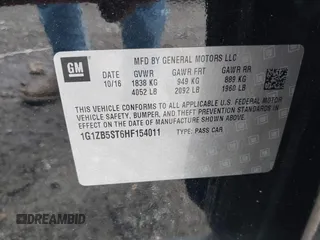 MFD BY GENERAL MOTORS LLC
GM
10/16
GVWR
1838 KG
4052 LB
GAWR FRT
949 KG
2092 LB
GAWR RR
889 KG
1960 LB
THIS VEHICLE CONFORMS TO ALL APPLICABLE U.S. FEDERAL MOTOR
VEHICLE SAFETY, BUMPER, AND THEFT PREVENTION STANDARDS IN
EFFECT ON THE DATE OF MANUFACTURE SHOWN ABOVE.
1G1ZB5ST6HF154011 TYPE: PASS CAR
DREAMBID